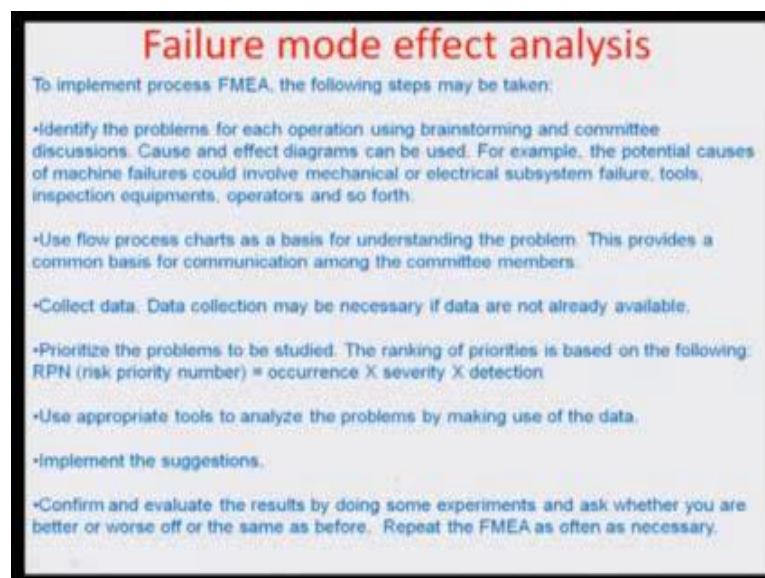 Failure mode effect analysis
To implement process FMEA, the following steps may be taken:
•Identify the problems for each operation using brainstorming and committee
discussions. Cause and effect diagrams can be used. For example, the potential causes
of machine failures could involve mechanical or electrical subsystem failure, tools,
inspection equipments, operators and so forth.
•Use flow process charts as a basis for understanding the problem. This provides a
common basis for communication among the committee members.
•Collect data. Data collection may be necessary if data are not already available.
•Prioritize the problems to be studied. The ranking of priorities is based on the following:
RPN (risk priority number) = occurrence X severity X detection
•Use appropriate tools to analyze the problems by making use of the data.
•Implement the suggestions.
•Confirm and evaluate the results by doing some experiments and ask whether you are
better or worse off or the same as before. Repeat the FMEA as often as necessary.